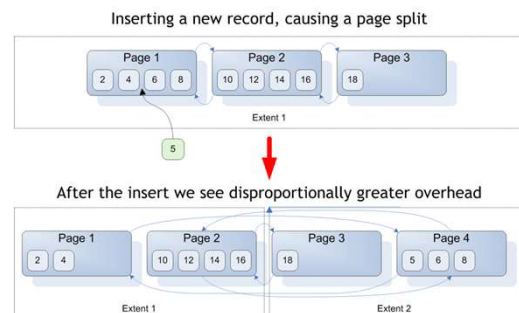 Inserting a new record, causing a page split
Page 1 Page 2 Page 3
2 4 6 8 10 12 14 16 18
Extent 1
5
After the insert we see disproportionally greater overhead
Page 1 Page 2 Page 3 Page 4
2 4 10 12 14 16 18 5 6 8
Extent 1 Extent 2